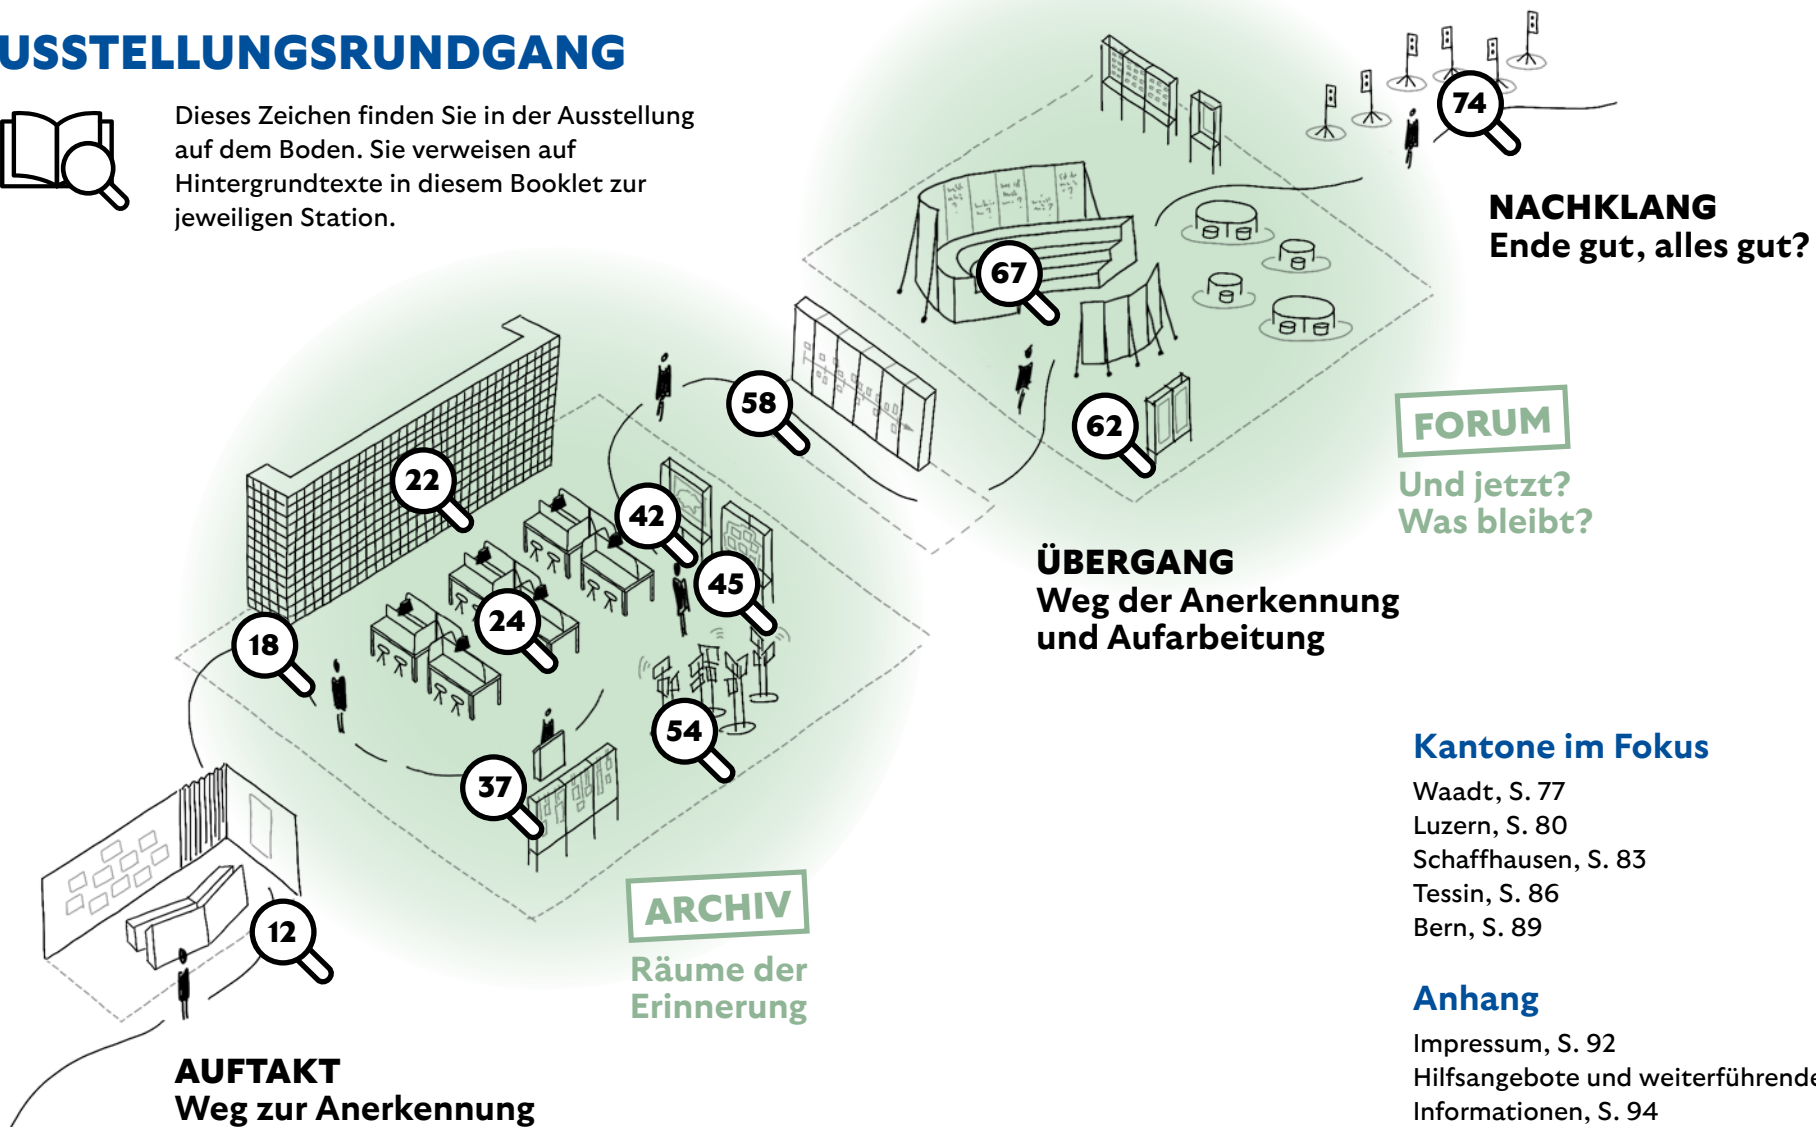 USSTELLUNGSRUNDGANG
Dieses Zeichen finden Sie in der Ausstellung
auf dem Boden. Sie verweisen auf
Hintergrundtexte in diesem Booklet zur
jeweiligen Station.
74
NACHKLANG
Ende gut, alles gut?
67
58
62
FORUM
Und jetzt?
Was bleibt?
22
42
45
ÜBERGANG
Weg der Anerkennung
und Aufarbeitung
24
18
54
37
12
ARCHIV
Räume der
Erinnerung
AUFTAKT
Weg zur Anerkennung
Kantone im Fokus
Waadt, S. 77
Luzern, S. 80
Schaffhausen, S. 83
Tessin, S. 86
Bern, S. 89
Anhang
Impressum, S. 92
Hilfsangebote und weiterführende
Informationen, S. 94